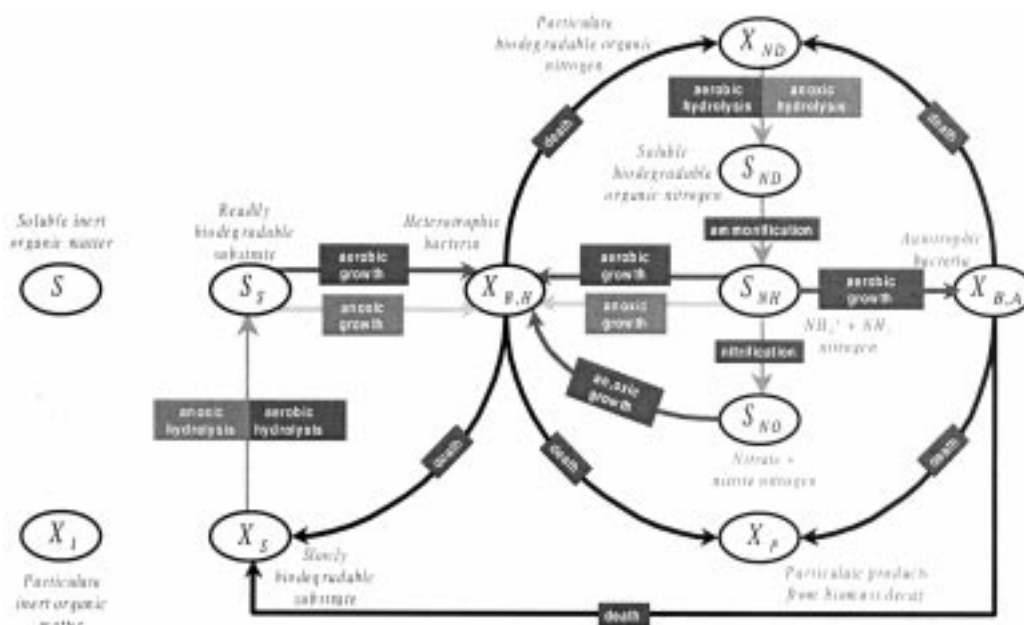 Particulate
biodegradable organic
nitrogen
X ND
aerobic
hydrolysis
anoxic
hydrolysis
death
death
Soluble
biodegradable
organic nitrogen
S ND
ammonification
Soluble inert
organic matter
Readily
biodegradable
substrate
Heterotrophic
bacteria
Autotrophic
bacteria
aerobic
growth
aerobic
growth
aerobic
growth
S
S S
X B,H
S NH
X B,A
anoxic
growth
anoxic
growth
nitrogen
nitrification
anoxic
growth
anoxic
hydrolysis
aerobic
hydrolysis
S NO
Nitrate +
nitrite nitrogen
death
death
death
X I
X S
X P
Slowly
biodegradable
substrate
Particulate products
from biomass decay
Particulate
inert organic
matter
death